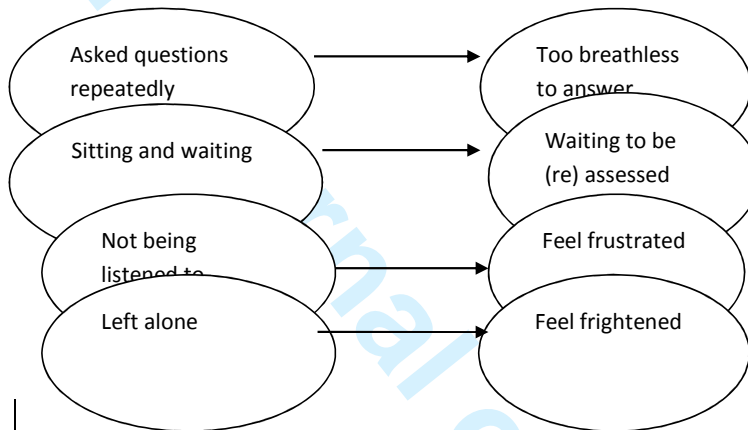 Asked questions
repeatedly
Too breathless
to answer
Sitting and waiting
Waiting to be
(re) assessed
Not being
listened to
Feel frustrated
Left alone
Feel frightened